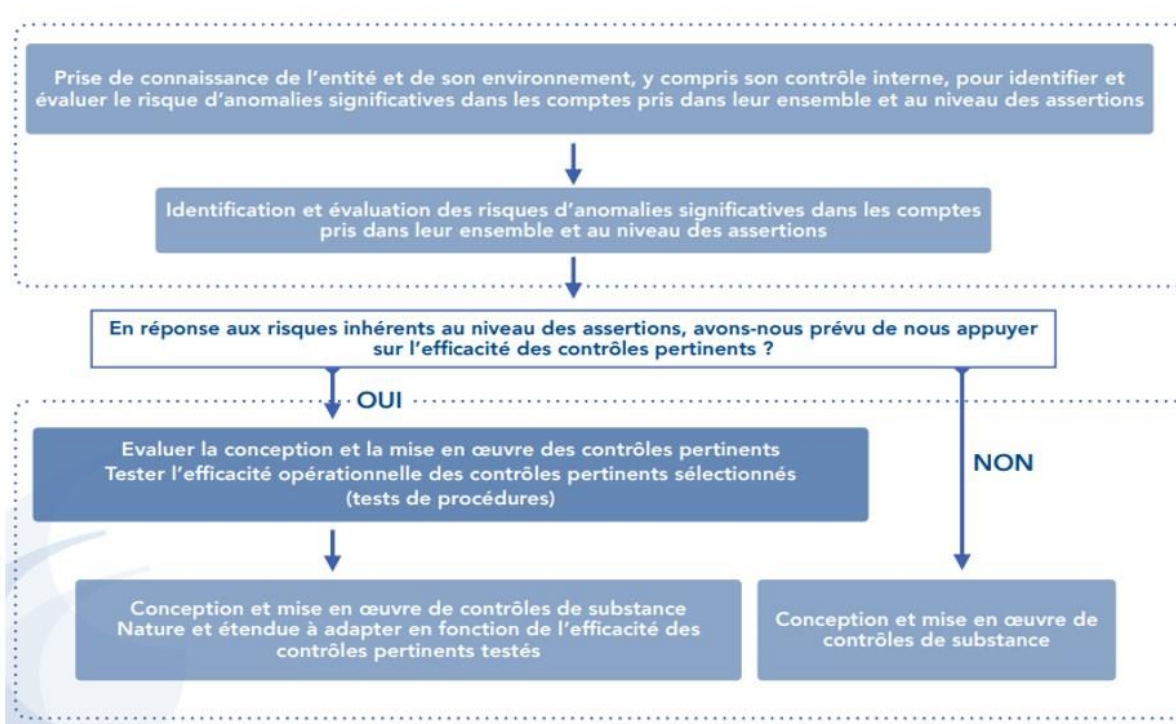 Prise de connaissance de l’entité et de son environnement, y compris son contrôle interne, pour identifier et
évaluer le risque d’anomalies significatives dans les comptes pris dans leur ensemble et au niveau des assertions
Identification et évaluation des risques d’anomalies significatives dans les comptes
pris dans leur ensemble et au niveau des assertions
En réponse aux risques inhérents au niveau des assertions, avons-nous prévu de nous appuyer
sur l’efficacité des contrôles pertinents ?
OUI
NON
Evaluer la conception et la mise en œuvre des contrôles pertinents
Tester l’efficacité opérationnelle des contrôles pertinents sélectionnés
(tests de procédures)
Conception et mise en œuvre de contrôles de substance
Nature et étendue à adapter en fonction de l’efficacité des
contrôles pertinents testés
Conception et mise en œuvre de
contrôles de substance